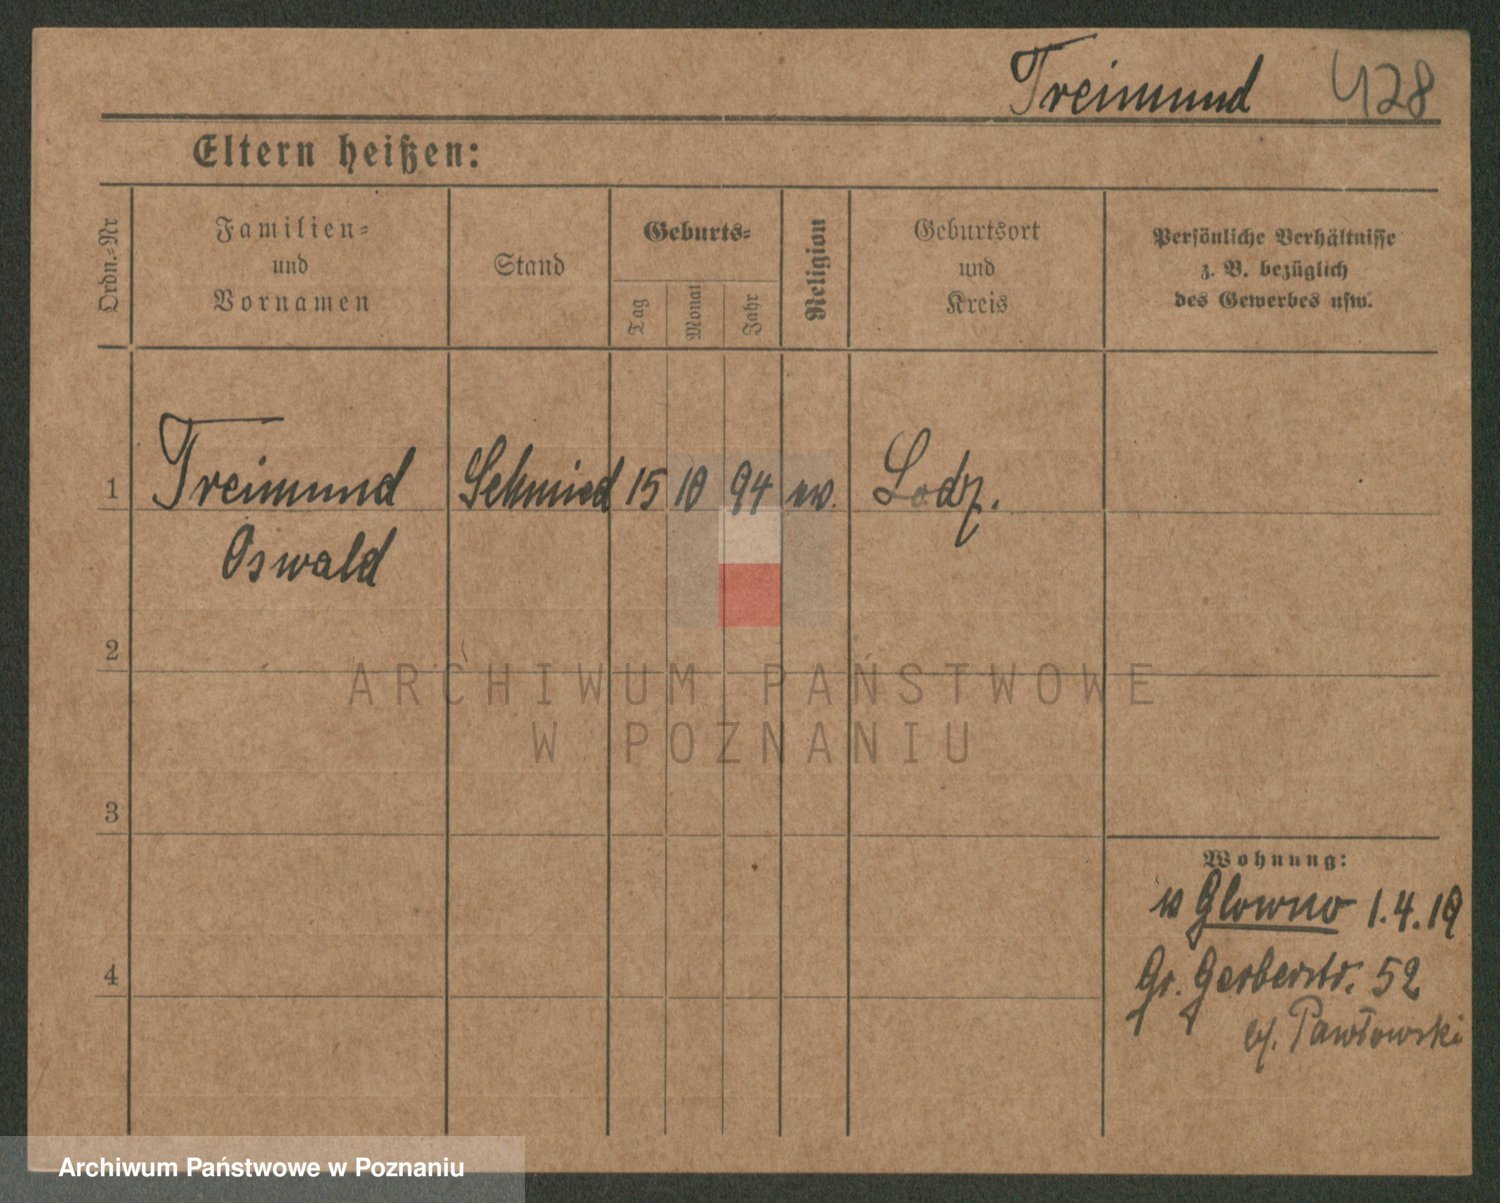 Treimund 428
Eltern heißen:
Ordn.-Nr
Familien-
und
Vornamen
Stand
Geburts-
Tag
Monat
Jahr
Religion
Geburtsort
und
Kreis
Persönliche Verhältnisse
z. B. bezüglich
des Gewerbes usw.
1 Treimund Schmied 15 10 94 ev. Lodz.
Oswald
2
3
4
Wohnung:
Glowno 1.4.19
Gr. Gerberstr. 52
b/. Pawłowski
ARCHIWUM PAŃSTWOWE
W POZNANIU
Archiwum Państwowe w Poznaniu